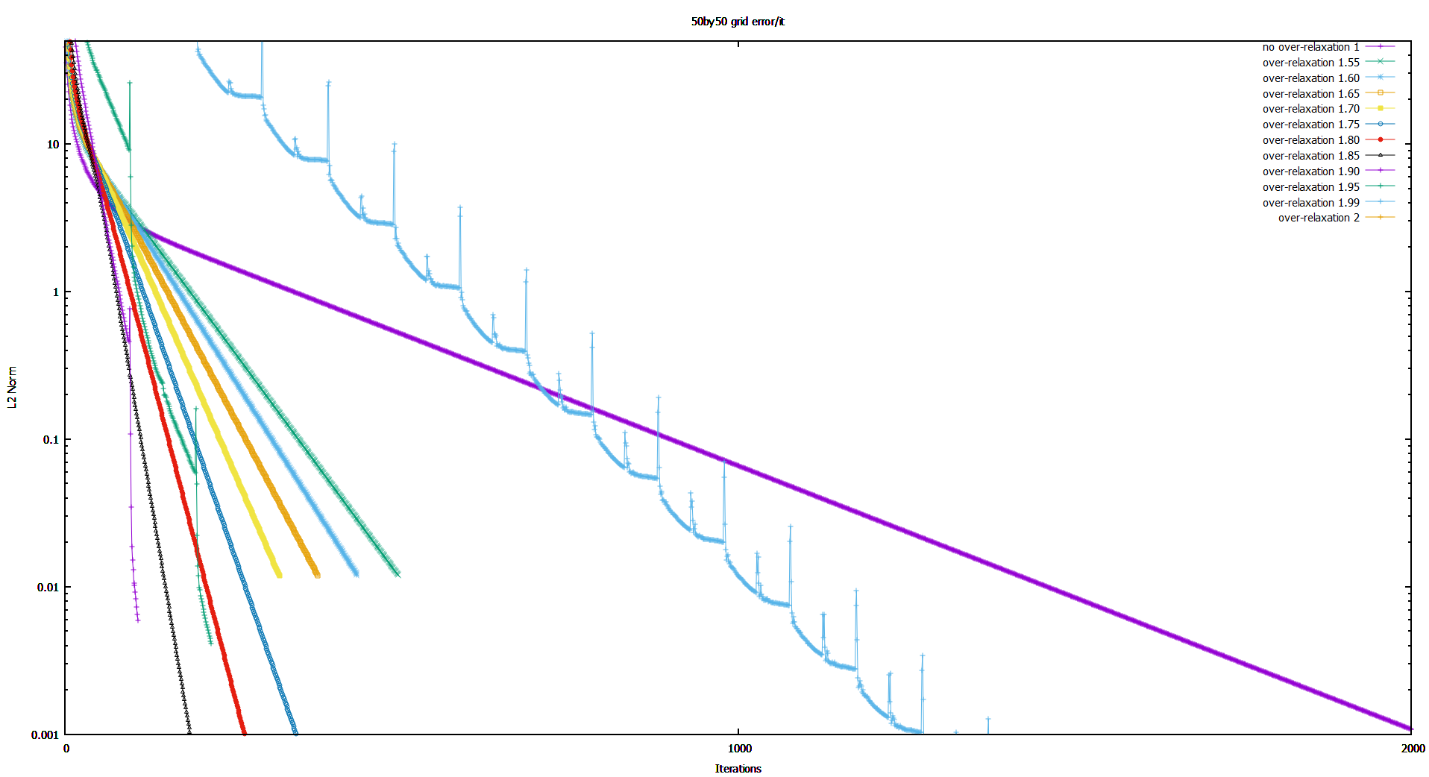 50by50 grid error/it
no over-relaxation 1
over-relaxation 1.55
over-relaxation 1.60
over-relaxation 1.65
over-relaxation 1.70
over-relaxation 1.75
over-relaxation 1.80
over-relaxation 1.85
over-relaxation 1.90
over-relaxation 1.95
over-relaxation 1.99
over-relaxation 2
10
1
0.1
0.01
0.001
L2 Norm
0
1000
2000
Iterations